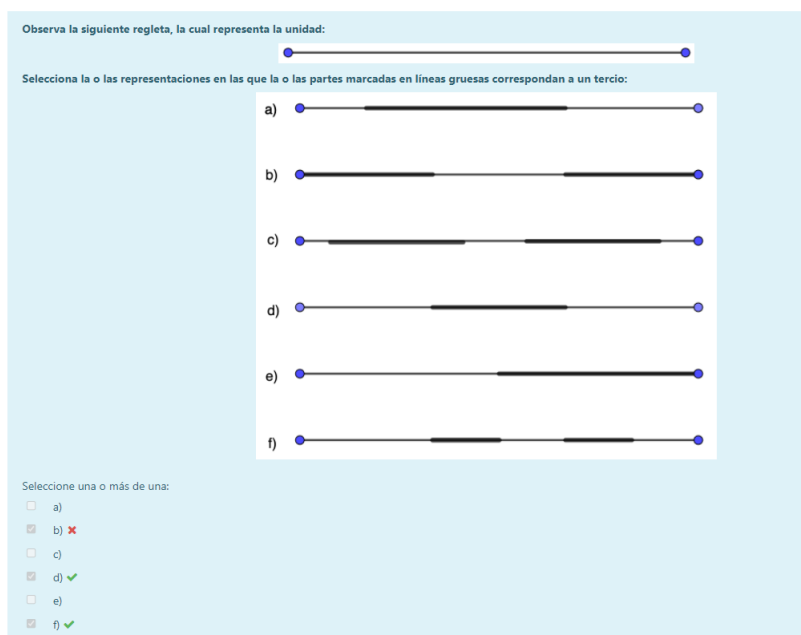 Observa la siguiente regleta, la cual representa la unidad:
Selecciona la o las representaciones en las que la o las partes marcadas en líneas gruesas correspondan a un tercio:
a)
b)
c)
d)
e)
f)
Seleccione una o más de una:
a)
b)
c)
d)
e)
f)